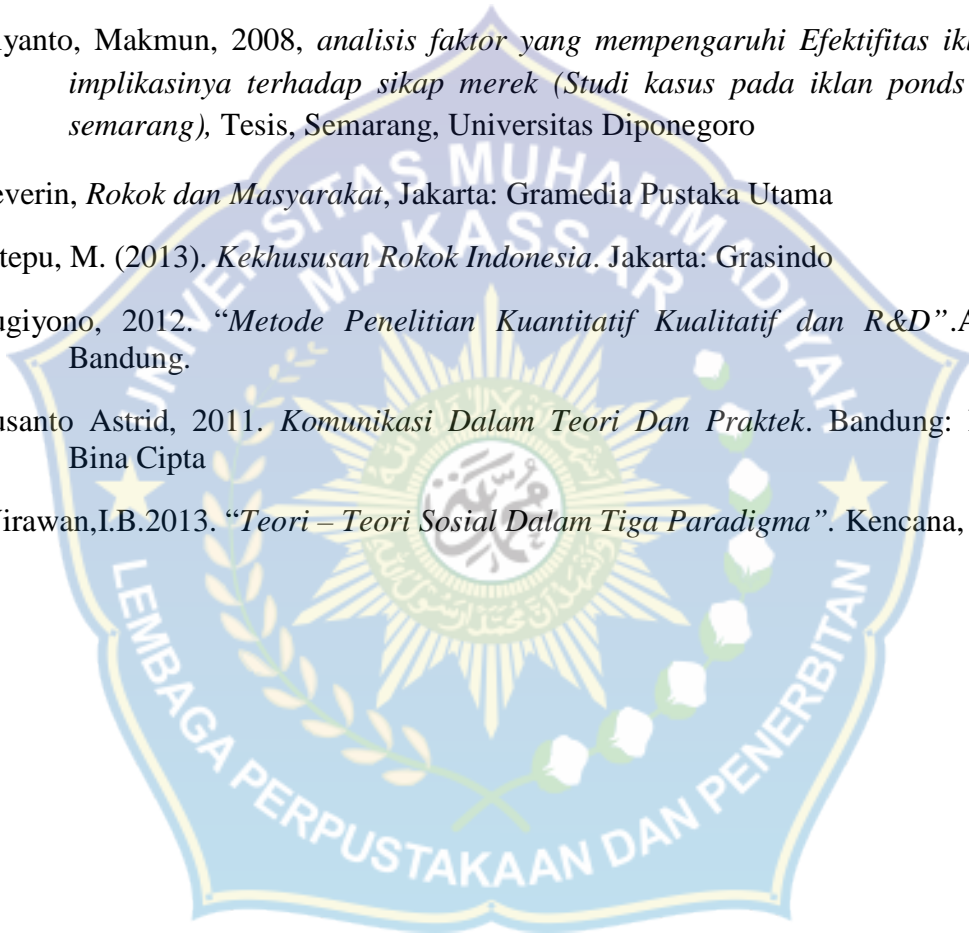 iyanto, Makmun, 2008, analisis faktor yang mempengaruhi Efektifitas
implikasinya terhadap sikap merek (Studi kasus pada iklan ponds
semarang), Tesis, Semarang, Universitas Diponegoro
everin, Rokok dan Masyarakat, Jakarta: Gramedia Pustaka Utama
tepu, M. (2013). Kekhususan Rokok Indonesia. Jakarta: Grasindo
ugiyono, 2012. “Metode Penelitian Kuantitatif Kualitatif dan R&D”.
Bandung.
usanto Astrid, 2011. Komunikasi Dalam Teori Dan Praktek. Bandung:
Bina Cipta
irawan,I.B.2013. “Teori – Teori Sosial Dalam Tiga Paradigma”. Kencana,
UNIVERSITAS MUHAMMADIYAH
MAKASSAR
LEMBAGA PERPUSTAKAAN DAN PENERBITAN